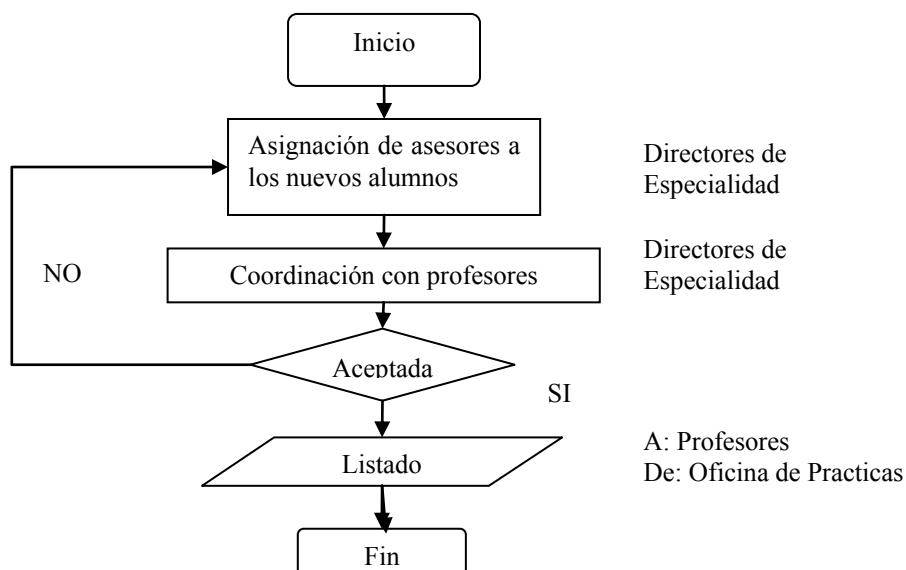 Inicio
Asignación de asesores a
los nuevos alumnos
Directores de
Especialidad
NO
Coordinación con profesores
Directores de
Especialidad
Aceptada
SI
Listado
A: Profesores
De: Oficina de Practicas
Fin